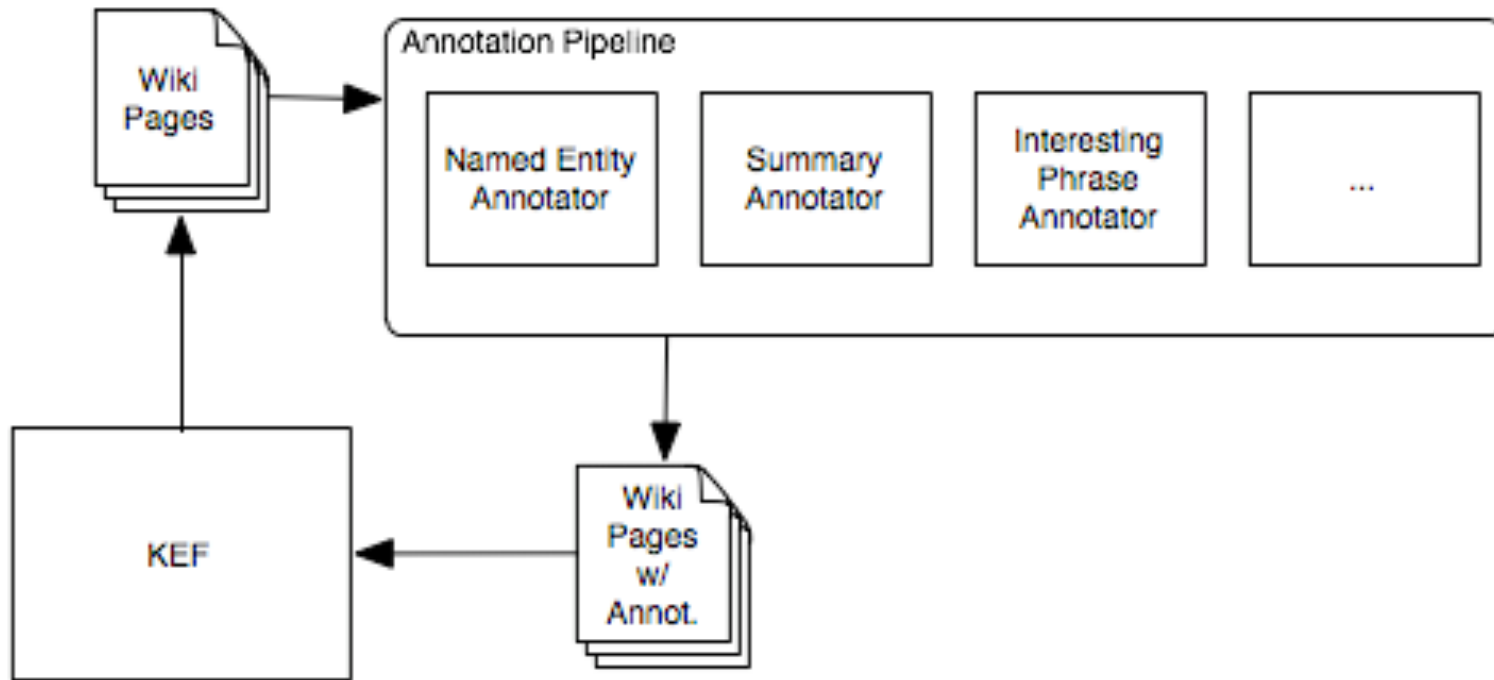 Wiki
Pages
Annotation Pipeline
Named Entity
Annotator
Summary
Annotator
Interesting
Phrase
Annotator
...
KEF
Wiki
Pages
w/
Annot.